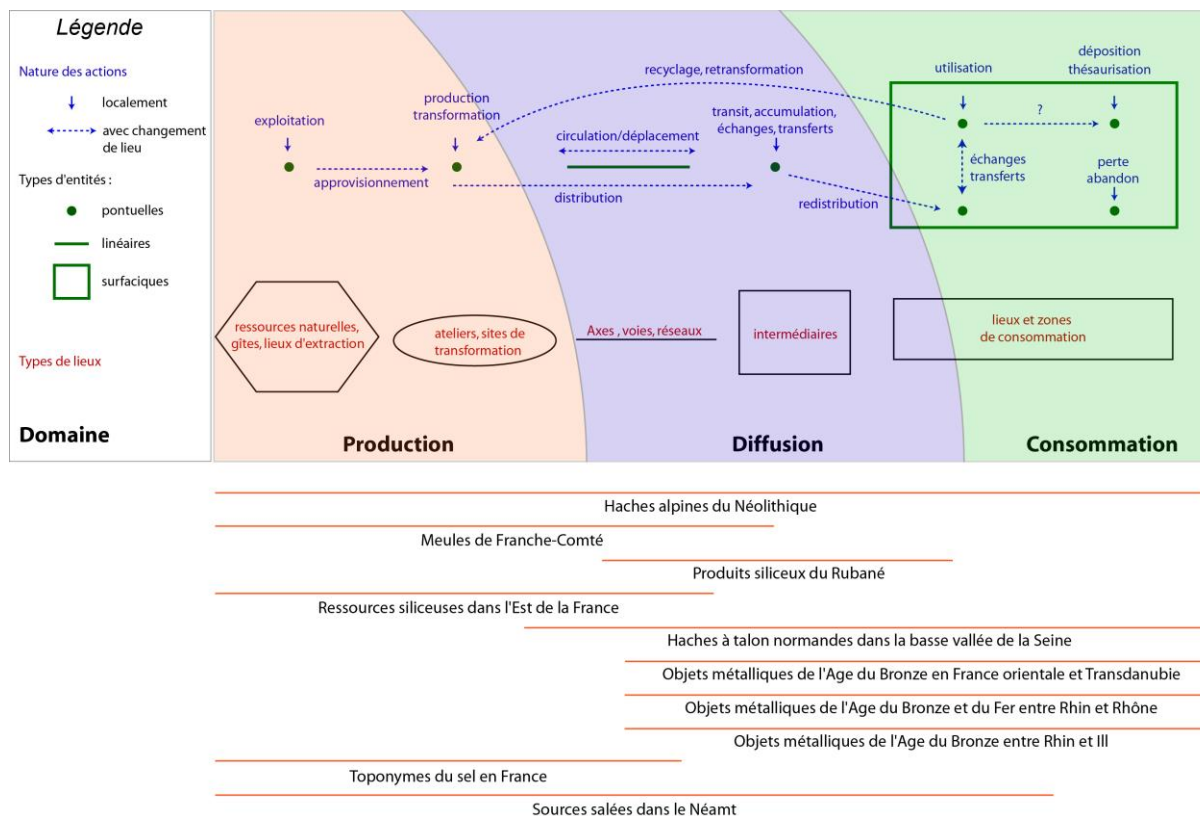 Légende
Nature des actions
localement
avec changement
de lieu
Types d'entités :
pontuelles
linéaires
surfaciques
Types de lieux
Domaine
exploitation
approvisionnement
production
transformation
recyclage, retransformation
circulation/déplacement
distribution
transit, accumulation,
échanges, transferts
redistribution
utilisation
déposition
thésaurisation
?
échanges
transferts
perte
abandon
ressources naturelles,
gîtes, lieux d'extraction
ateliers, sites de
transformation
Axes , voies, réseaux
intermédiaires
lieux et zones
de consommation
Production
Diffusion
Consommation
Haches alpines du Néolithique
Meules de Franche-Comté
Produits siliceux du Rubané
Ressources siliceuses dans l'Est de la France
Haches à talon normandes dans la basse vallée de la Seine
Objets métalliques de l'Age du Bronze en France orientale et Transdanubie
Objets métalliques de l'Age du Bronze et du Fer entre Rhin et Rhône
Objets métalliques de l'Age du Bronze entre Rhin et Ill
Toponymes du sel en France
Sources salées dans le Néamt